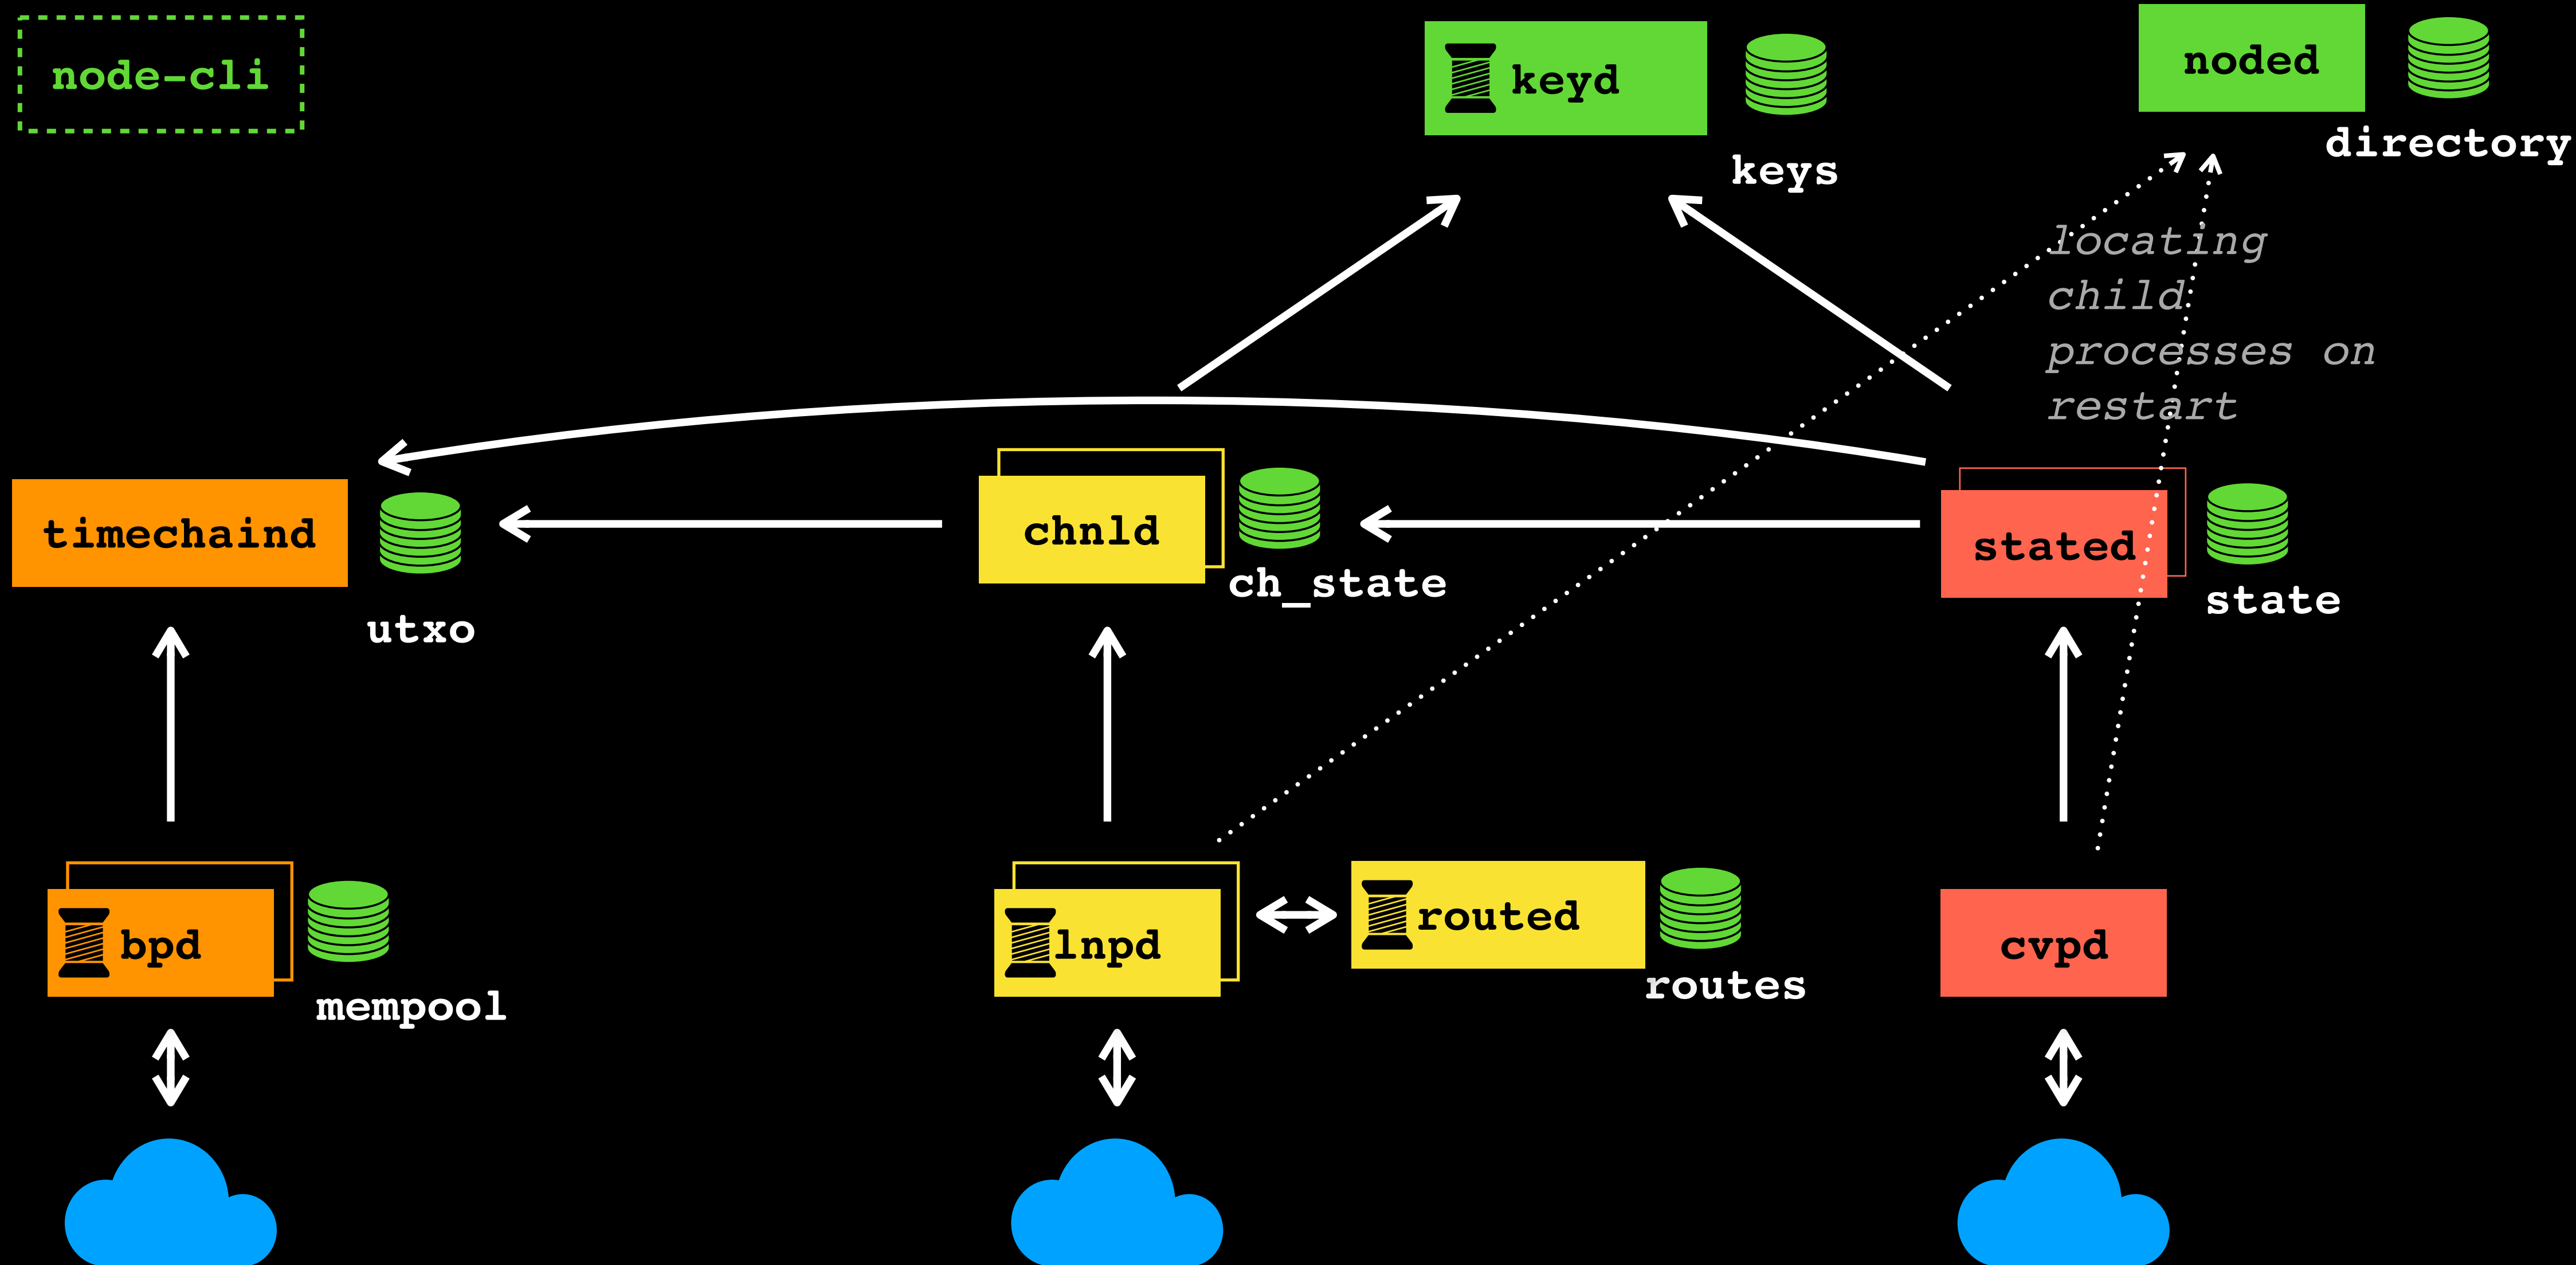 node-cli
keyd
keys
noded
directory
locating
child
processes on
restart
timechaind
utxo
chnld
ch_state
stated
state
bpd
mempool
lnpd
routed
routes
cvpd